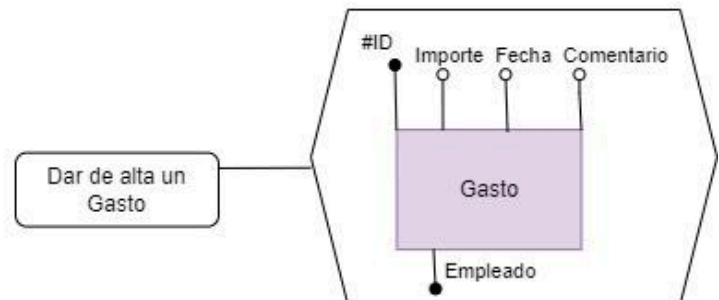 #ID
Importe Fecha Comentario
Dar de alta un
Gasto
Gasto
Empleado